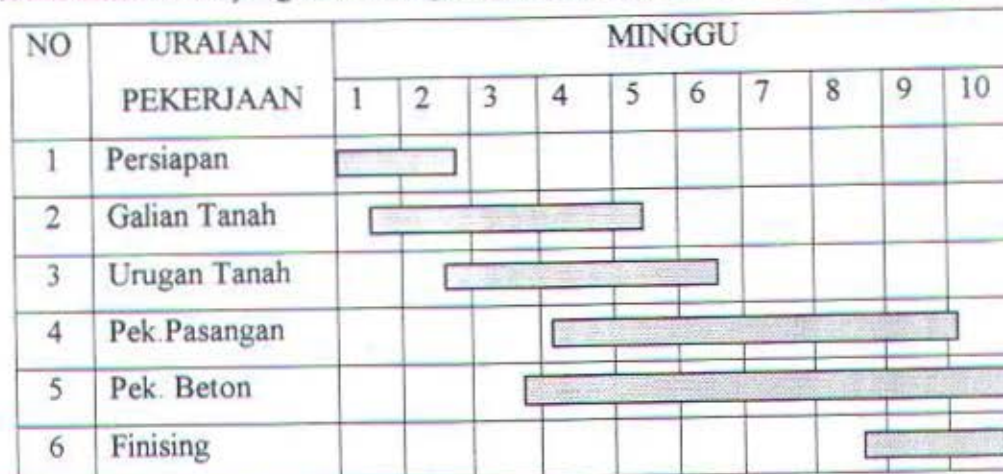 NO URAIAN PEKERJAAN MINGGU
1 2 3 4 5 6 7 8 9 10
1 Persiapan
2 Galian Tanah
3 Urugan Tanah
4 Pek.Pasangan
5 Pek. Beton
6 Finising